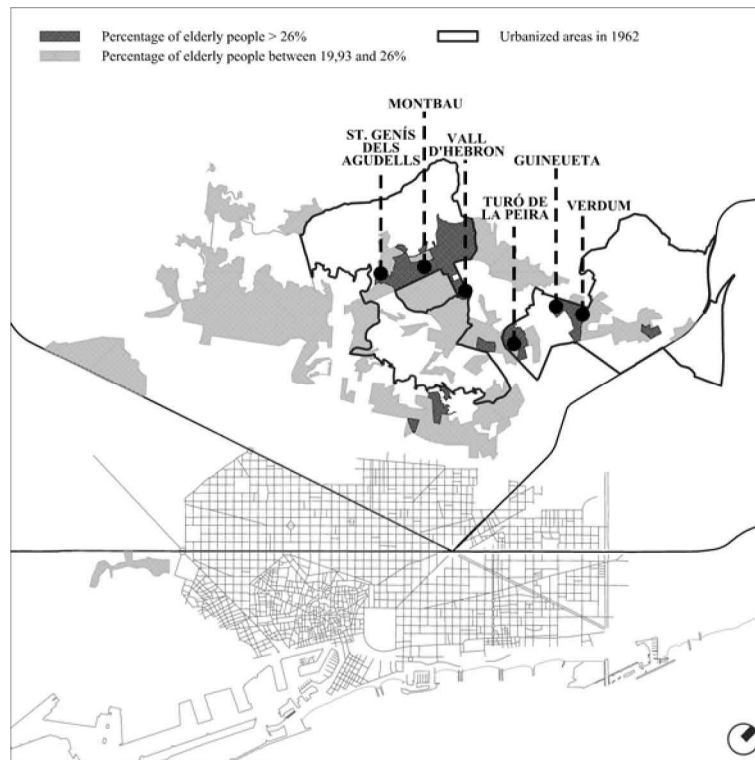 Percentage of elderly people > 26%
Urbanized areas in 1962
Percentage of elderly people between 19,93 and 26%
MONTBAU
ST. GENÍS
DELS
AGUDELLS
VALL
D'HEBRON
GUINEUETA
TURÓ DE
LA PEIRA
VERDUM